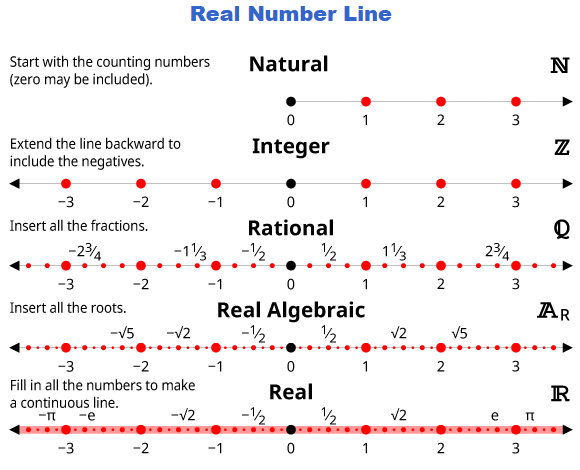 Real Number Line
Start with the counting numbers
(zero may be included).
Natural
ℕ
0 1 2 3
Extend the line backward to
include the negatives.
Integer
ℤ
−3 −2 −1 0 1 2 3
Insert all the fractions.
Rational
ℚ
−2¾ −1⅓ −½ ½ 1⅓ 2¾
−3 −2 −1 0 1 2 3
Insert all the roots.
Real Algebraic
𝔸R
−√5 −√2 −½ ½ √2 √5
−3 −2 −1 0 1 2 3
Fill in all the numbers to make
a continuous line.
Real
ℝ
−π −e −√2 −½ ½ √2 e π
−3 −2 −1 0 1 2 3